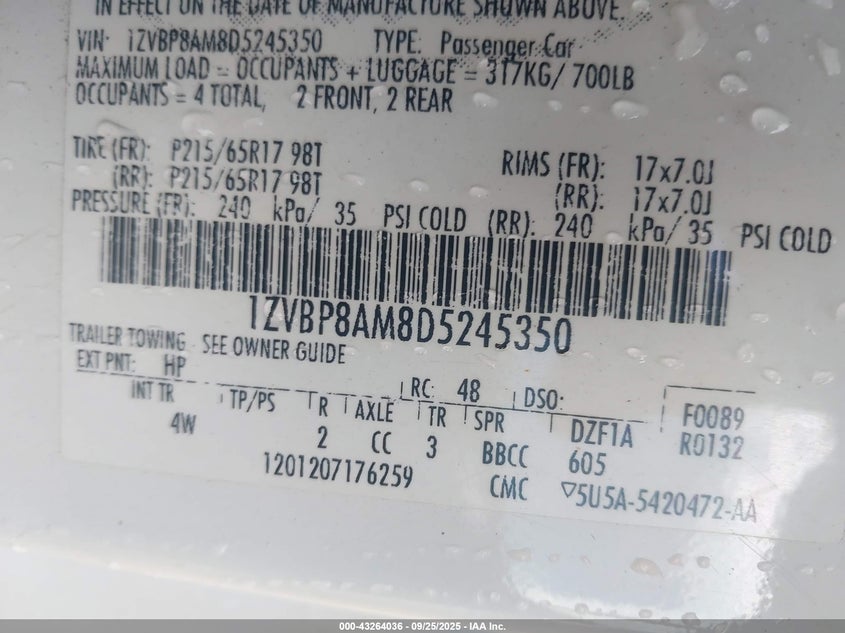 IN EFFECT ON THE DATE OF MANUFACTURE SHOWN ABOVE.
VIN: 1ZVBP8AM8D5245350 TYPE: Passenger Car
MAXIMUM LOAD = OCCUPANTS + LUGGAGE = 317KG/ 700LB
OCCUPANTS = 4 TOTAL, 2 FRONT, 2 REAR
TIRE (FR): P215/65R17 98T RIMS (FR): 17x7.0J
(RR): P215/65R17 98T (RR): 17x7.0J
PRESSURE (FR): 240 kPa/ 35 PSI COLD (RR): 240 kPa/ 35 PSI COLD
1ZVBP8AM8D5245350
TRAILER TOWING SEE OWNER GUIDE
EXT PNT: HP RC: 48 DSO: F0089
INT TR TP/PS R AXLE TR SPR DZF1A R0132
4W 2 CC 3 BBCC 605
1201207176259 CMC ▽5U5A-5420472-AA
000-43264036 - 09/25/2025 - IAA Inc.